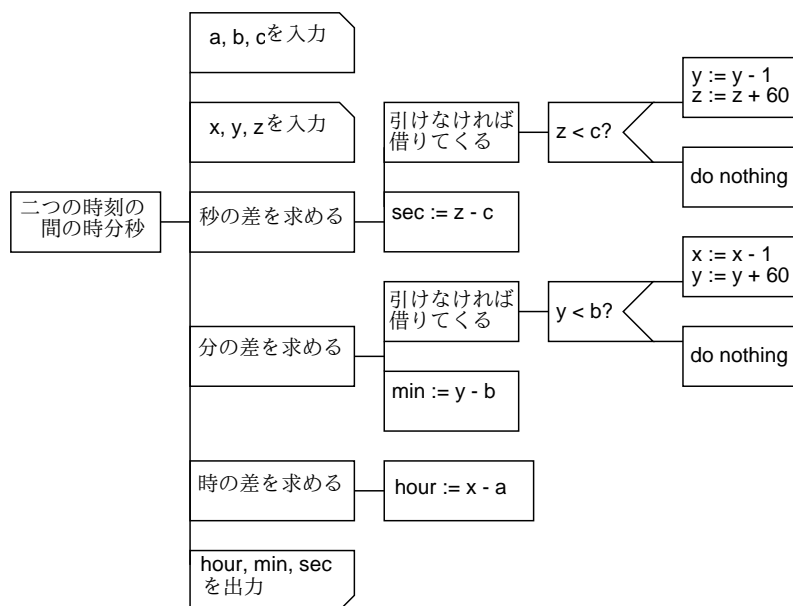 二つの時刻の
間の時分秒
a, b, cを入力
x, y, zを入力
秒の差を求める
引けなければ
借りてくる
z < c?
y := y - 1
z := z + 60
do nothing
sec := z - c
分の差を求める
引けなければ
借りてくる
y < b?
x := x - 1
y := y + 60
do nothing
min := y - b
時の差を求める
hour := x - a
hour, min, sec
を出力